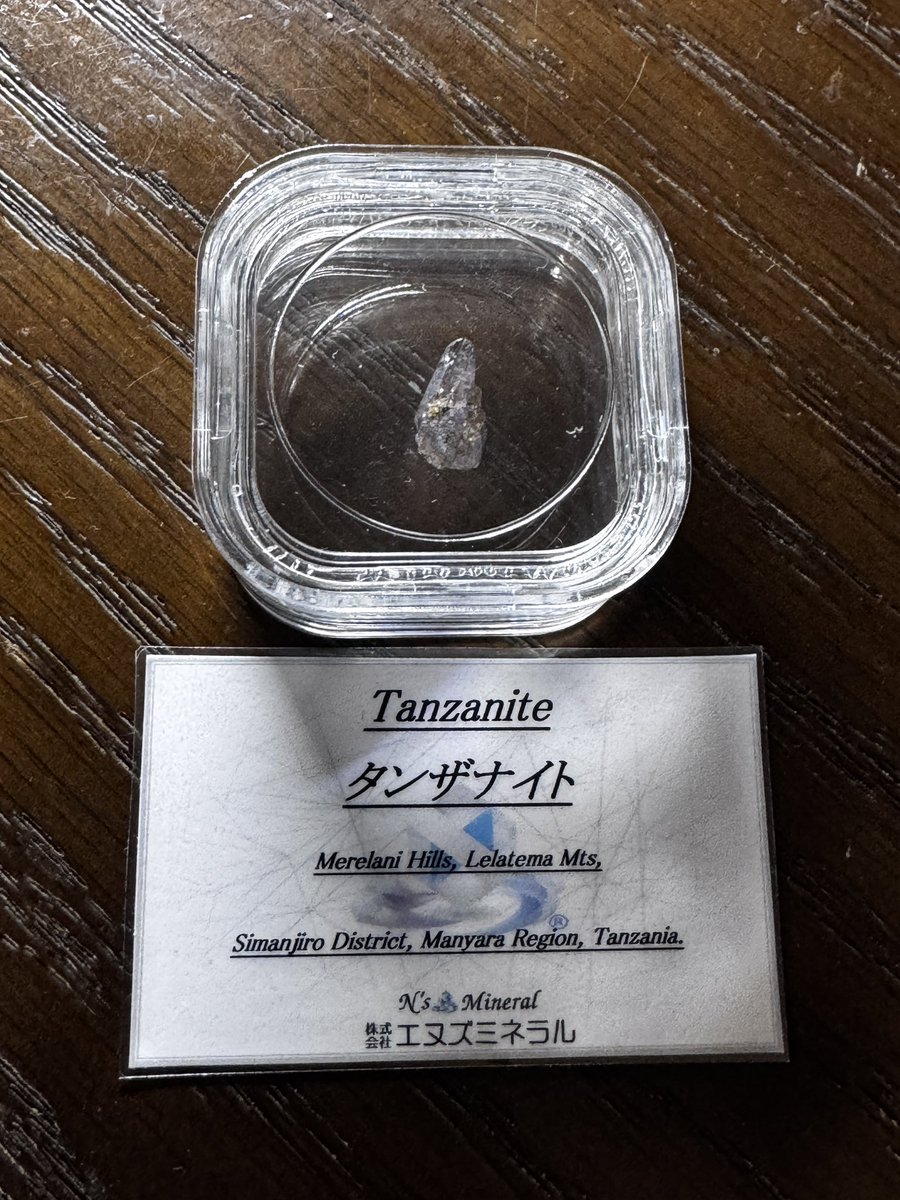 Tanzanite
タンザナイト
Merelani Hills, Lelatema Mts,
®
Simanjiro District, Manyara Region, Tanzania.
N's Mineral
株式会社エヌズミネラル